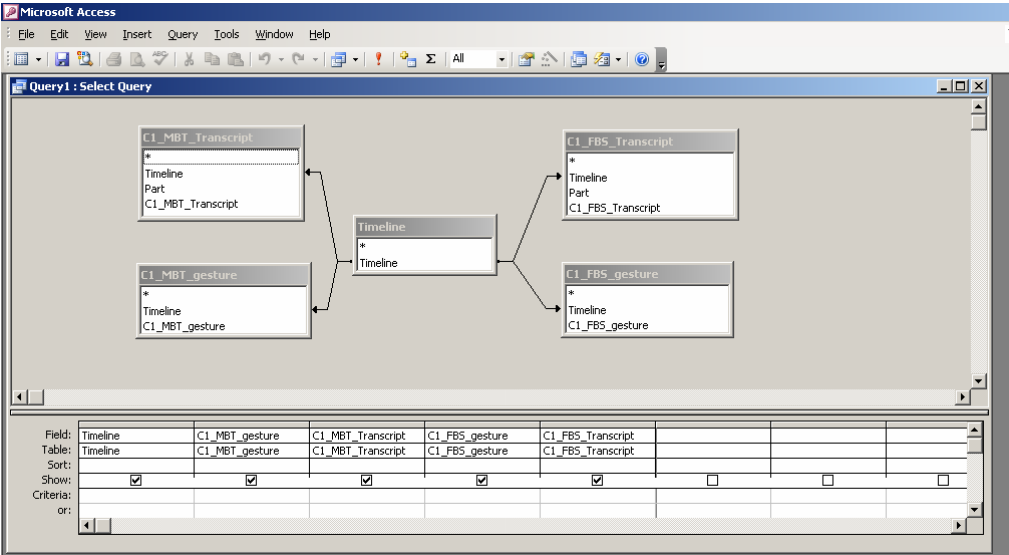 Microsoft Access
File Edit View Insert Query Tools Window Help
Σ All
Query1 : Select Query
C1_MBT_Transcript
*
Timeline
Part
C1_MBT_Transcript
C1_FBS_Transcript
*
Timeline
Part
C1_FBS_Transcript
Timeline
*
Timeline
C1_MBT_gesture
*
Timeline
C1_MBT_gesture
C1_FBS_gesture
*
Timeline
C1_FBS_gesture
Field: Timeline C1_MBT_gesture C1_MBT_Transcript C1_FBS_gesture C1_FBS_Transcript
Table: Timeline C1_MBT_gesture C1_MBT_Transcript C1_FBS_gesture C1_FBS_Transcript
Sort:
Show:
Criteria:
or: